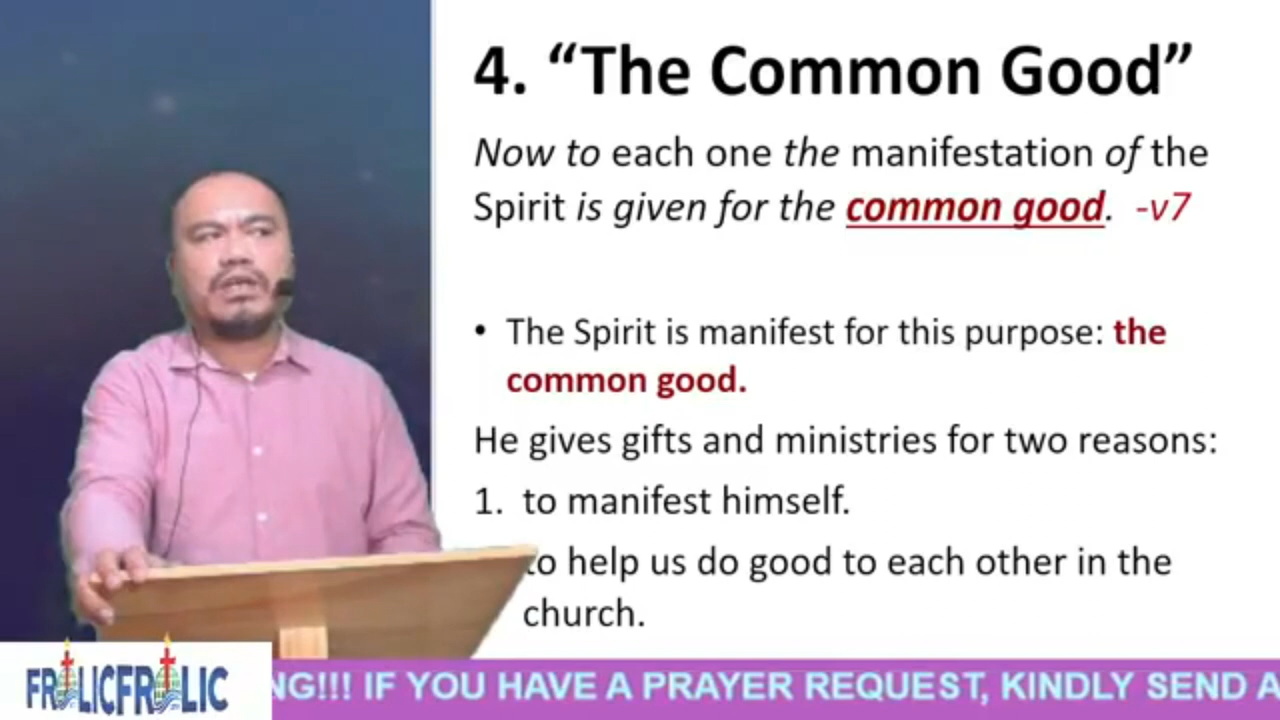 4. “The Common Good”
Now to each one the manifestation of the
Spirit is given for the common good. -v7
• The Spirit is manifest for this purpose: the
common good.
He gives gifts and ministries for two reasons:
1. to manifest himself.
to help us do good to each other in the
church.
FRLICFRLIC
NG!!! IF YOU HAVE A PRAYER REQUEST, KINDLY SEND A